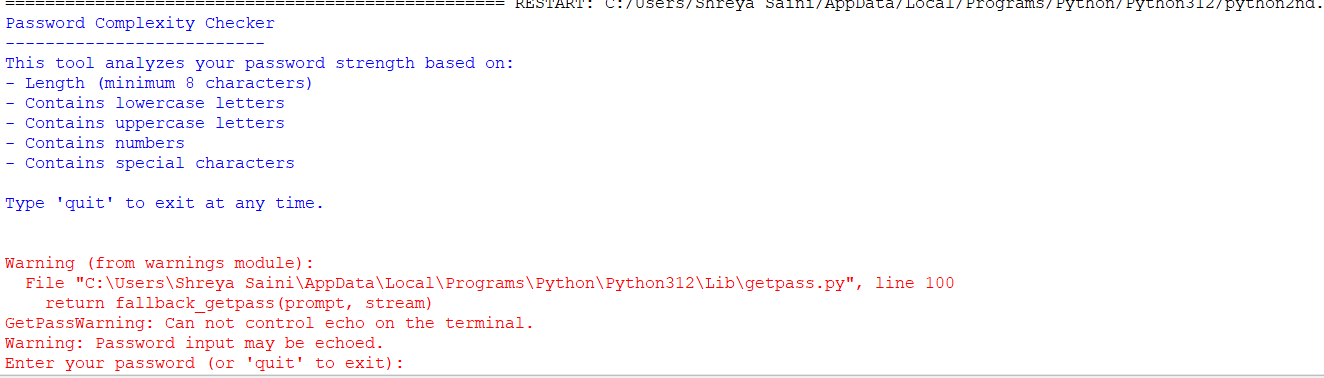 ================================================== RESTART: C:/Users/Shreya Saini/AppData/Local/Programs/Python/Python312/python2nd.
Password Complexity Checker
--------------------------
This tool analyzes your password strength based on:
- Length (minimum 8 characters)
- Contains lowercase letters
- Contains uppercase letters
- Contains numbers
- Contains special characters
Type 'quit' to exit at any time.
Warning (from warnings module):
File "C:\Users\Shreya Saini\AppData\Local\Programs\Python\Python312\Lib\getpass.py", line 100
return fallback_getpass(prompt, stream)
GetPassWarning: Can not control echo on the terminal.
Warning: Password input may be echoed.
Enter your password (or 'quit' to exit):